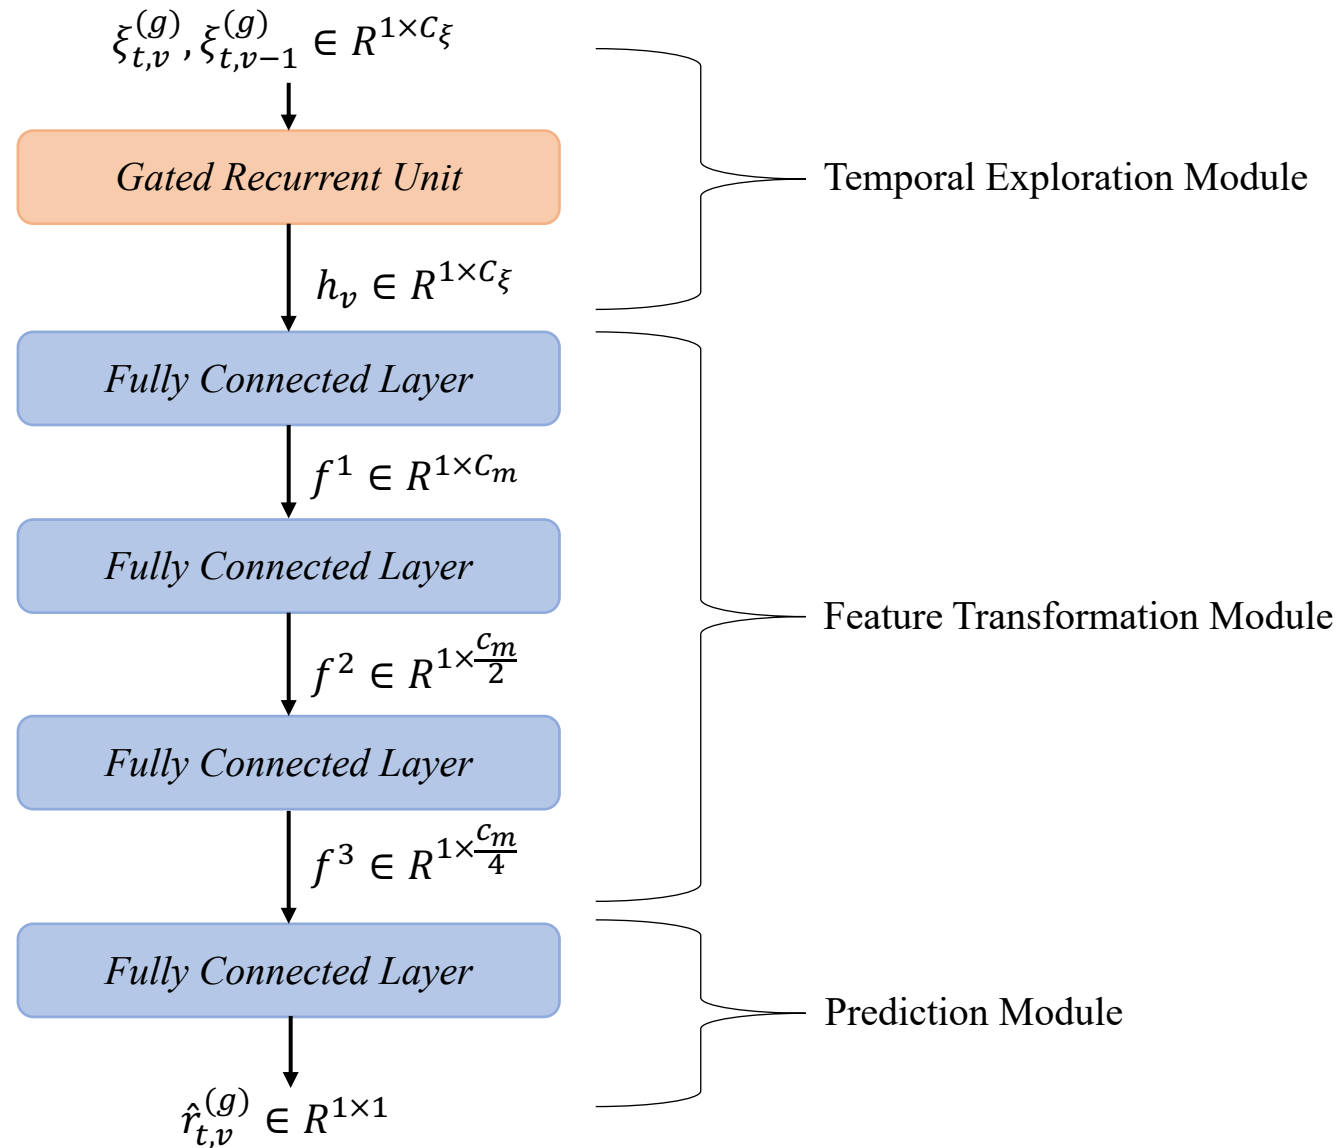 ξ_{t,v}^{(g)}, ξ_{t,v−1}^{(g)} ∈ R^{1×C_ξ}
Gated Recurrent Unit
Temporal Exploration Module
h_v ∈ R^{1×C_ξ}
Fully Connected Layer
f^1 ∈ R^{1×C_m}
Fully Connected Layer
Feature Transformation Module
f^2 ∈ R^{1×\frac{C_m}{2}}
Fully Connected Layer
f^3 ∈ R^{1×\frac{C_m}{4}}
Fully Connected Layer
Prediction Module
r̂_{t,v}^{(g)} ∈ R^{1×1}